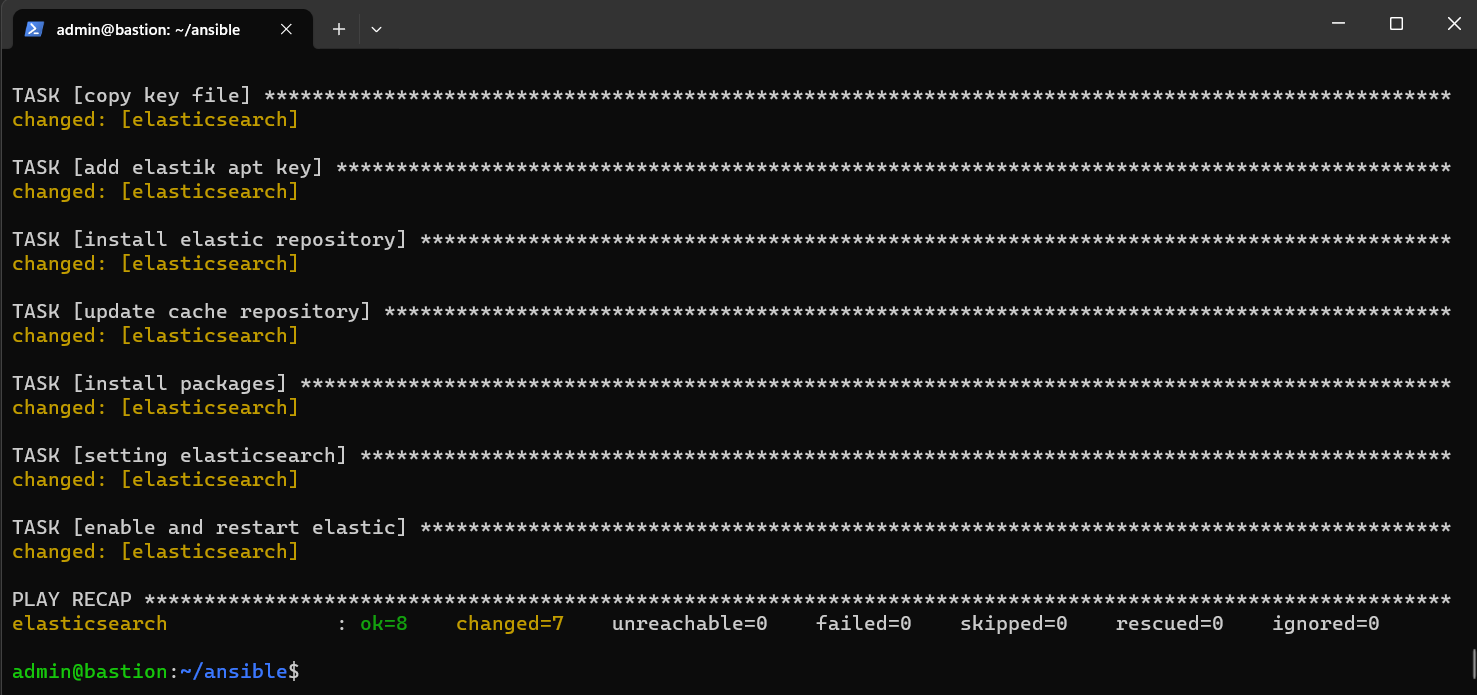 admin@bastion: ~/ansible
TASK [copy key file] ***************************************************************************************************
changed: [elasticsearch]
TASK [add elastik apt key] *********************************************************************************************
changed: [elasticsearch]
TASK [install elastic repository] **************************************************************************************
changed: [elasticsearch]
TASK [update cache repository] *****************************************************************************************
changed: [elasticsearch]
TASK [install packages] ************************************************************************************************
changed: [elasticsearch]
TASK [setting elasticsearch] *******************************************************************************************
changed: [elasticsearch]
TASK [enable and restart elastic] **************************************************************************************
changed: [elasticsearch]
PLAY RECAP *************************************************************************************************************
elasticsearch              : ok=8    changed=7    unreachable=0    failed=0    skipped=0    rescued=0    ignored=0
admin@bastion:~/ansible$